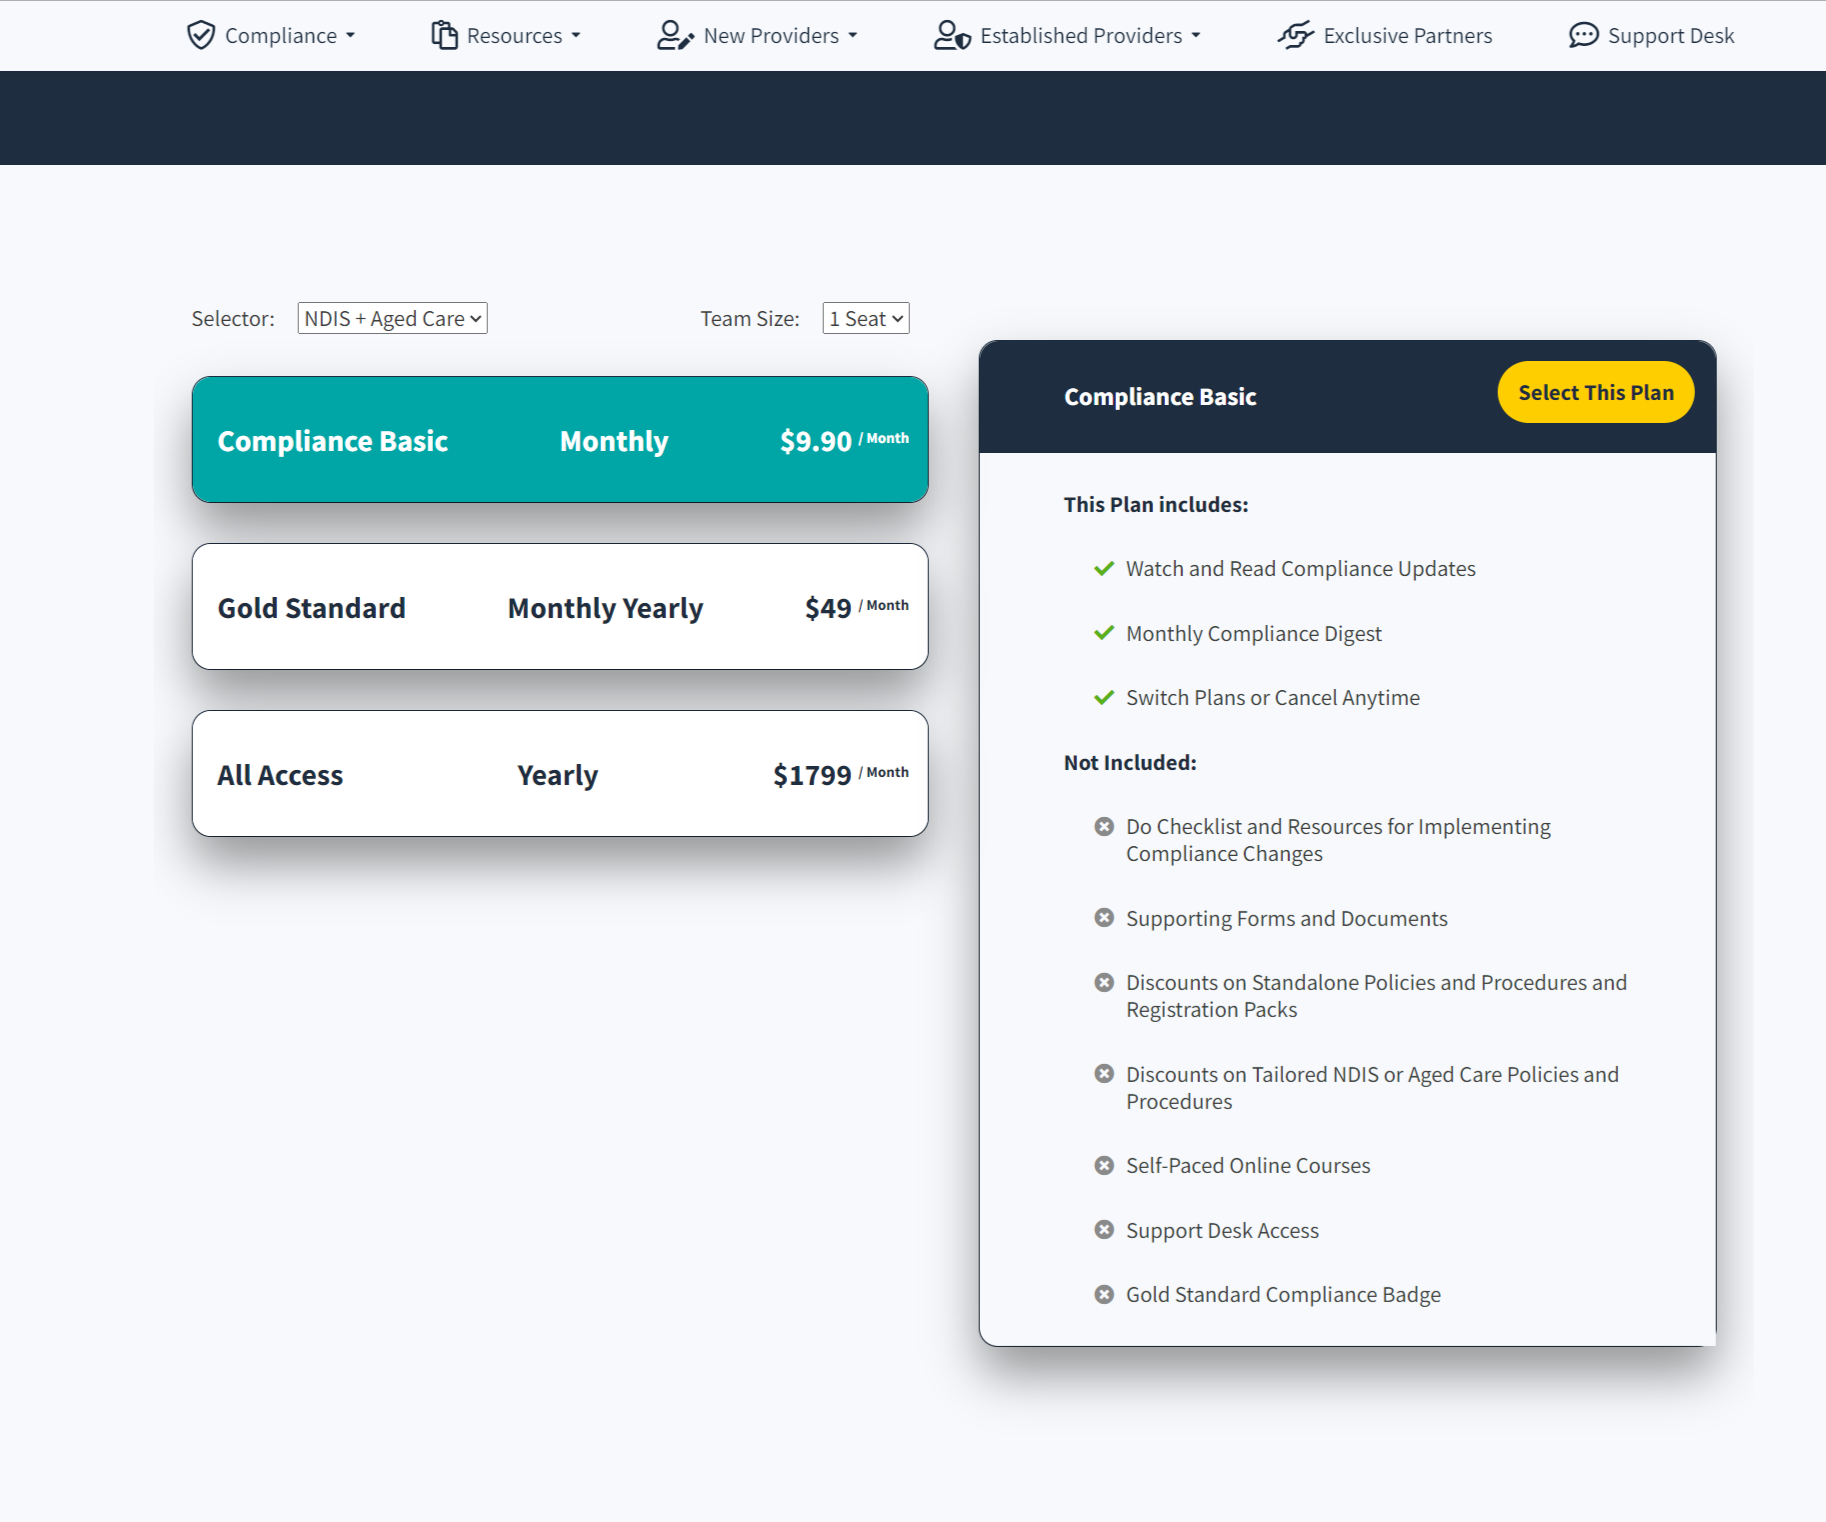 Compliance
Resources
New Providers
Established Providers
Exclusive Partners
Support Desk
Selector: NDIS + Aged Care
Team Size: 1 Seat
Compliance Basic Monthly $9.90 / Month
Gold Standard Monthly Yearly $49 / Month
All Access Yearly $1799 / Month
Compliance Basic
Select This Plan
This Plan includes:
Watch and Read Compliance Updates
Monthly Compliance Digest
Switch Plans or Cancel Anytime
Not Included:
Do Checklist and Resources for Implementing
Compliance Changes
Supporting Forms and Documents
Discounts on Standalone Policies and Procedures and
Registration Packs
Discounts on Tailored NDIS or Aged Care Policies and
Procedures
Self-Paced Online Courses
Support Desk Access
Gold Standard Compliance Badge